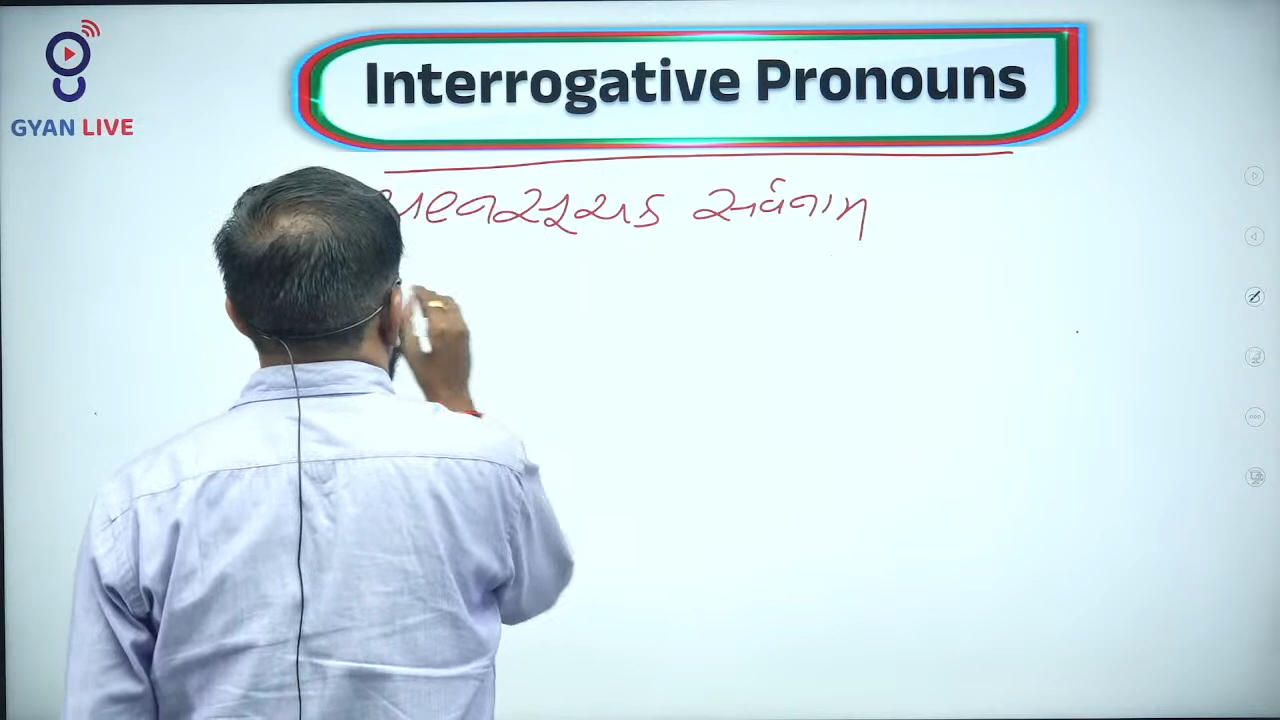 GYAN LIVE
Interrogative Pronouns
સર્વનામ